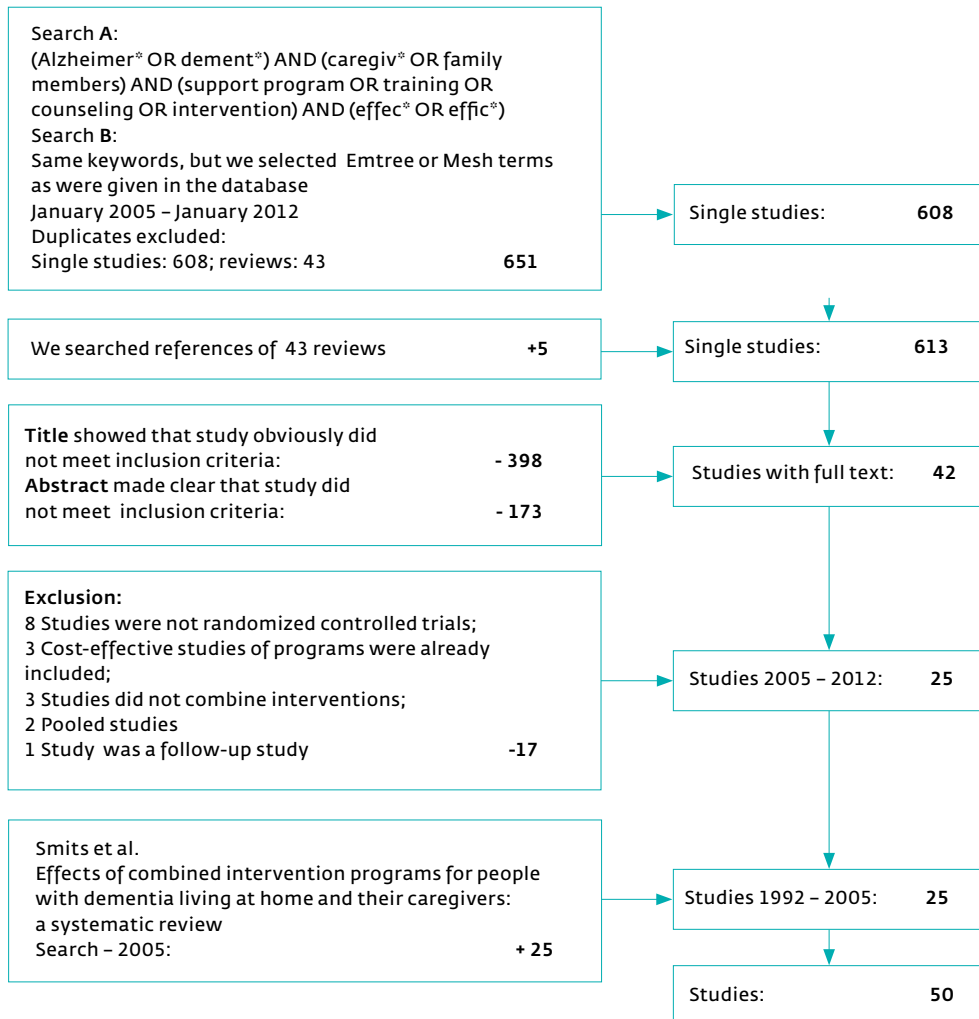 Search A:
(Alzheimer* OR dement*) AND (caregiv* OR family
members) AND (support program OR training OR
counseling OR intervention) AND (effec* OR effic*)
Search B:
Same keywords, but we selected Emtree or Mesh terms
as were given in the database
January 2005 – January 2012
Duplicates excluded:
Single studies: 608; reviews: 43 651
Single studies: 608
We searched references of 43 reviews +5
Single studies: 613
Title showed that study obviously did
not meet inclusion criteria: - 398
Abstract made clear that study did
not meet inclusion criteria: - 173
Studies with full text: 42
Exclusion:
8 Studies were not randomized controlled trials;
3 Cost-effective studies of programs were already
included;
3 Studies did not combine interventions;
2 Pooled studies
1 Study was a follow-up study -17
Studies 2005 – 2012: 25
Smits et al.
Effects of combined intervention programs for people
with dementia living at home and their caregivers:
a systematic review
Search – 2005: + 25
Studies 1992 – 2005: 25
Studies: 50